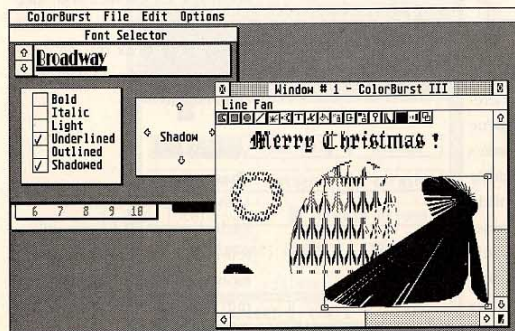 ColorBurst File Edit Options
Font Selector
Broadway
Bold
Italic
Light
Underlined
Outlined
Shadowed
Shadow
6 7 8 9 10
Window # 1 - ColorBurst III
Line Fan
T
Merry Christmas !